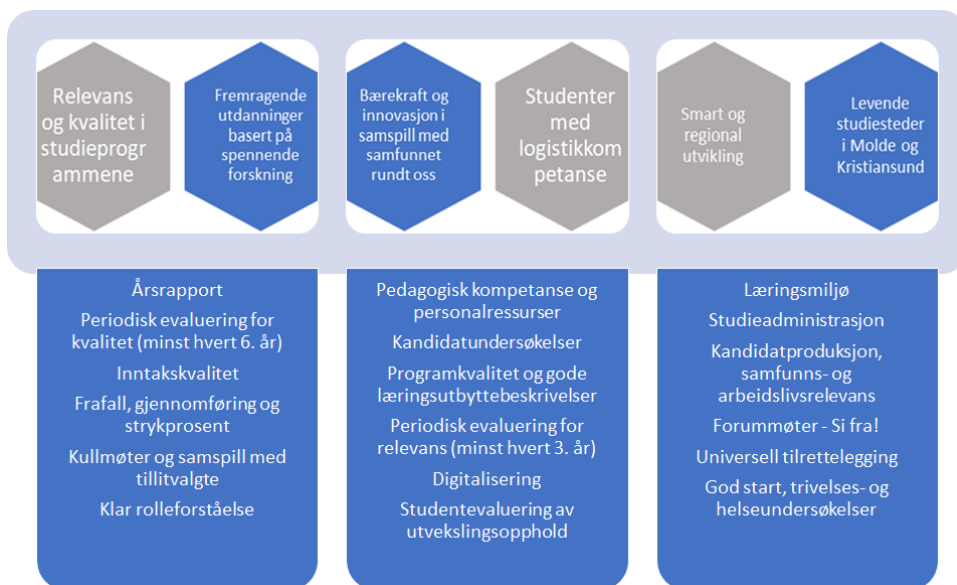 Relevans
og kvalitet i
studieprogr
ammene
Fremragende
utdanninger
basert på
spennende
forskning
Bærekraft og
innovasjon i
samspill med
samfunnet
rundt oss
Studenter
med
logistikkom
petanse
Smart og
regional
utvikling
Levende
studiesteder
i Molde og
Kristiansund
Årsrapport
Periodisk evaluering for
kvalitet (minst hvert 6. år)
Inntakskvalitet
Frafall, gjennomføring og
strykprosent
Kullmøter og samspill med
tillitvalgte
Klar rolleforståelse
Pedagogisk kompetanse og
personalressurser
Kandidatundersøkelser
Programkvalitet og gode
læringsutbyttebeskrivelser
Periodisk evaluering for
relevans (minst hvert 3. år)
Digitalisering
Studentevaluering av
utvekslingsopphold
Læringsmiljø
Studieadministrasjon
Kandidatproduksjon,
samfunns- og
arbeidslivsrelevans
Forummøter - Si fra!
Universell tilrettelegging
God start, trivelses- og
helseundersøkelser